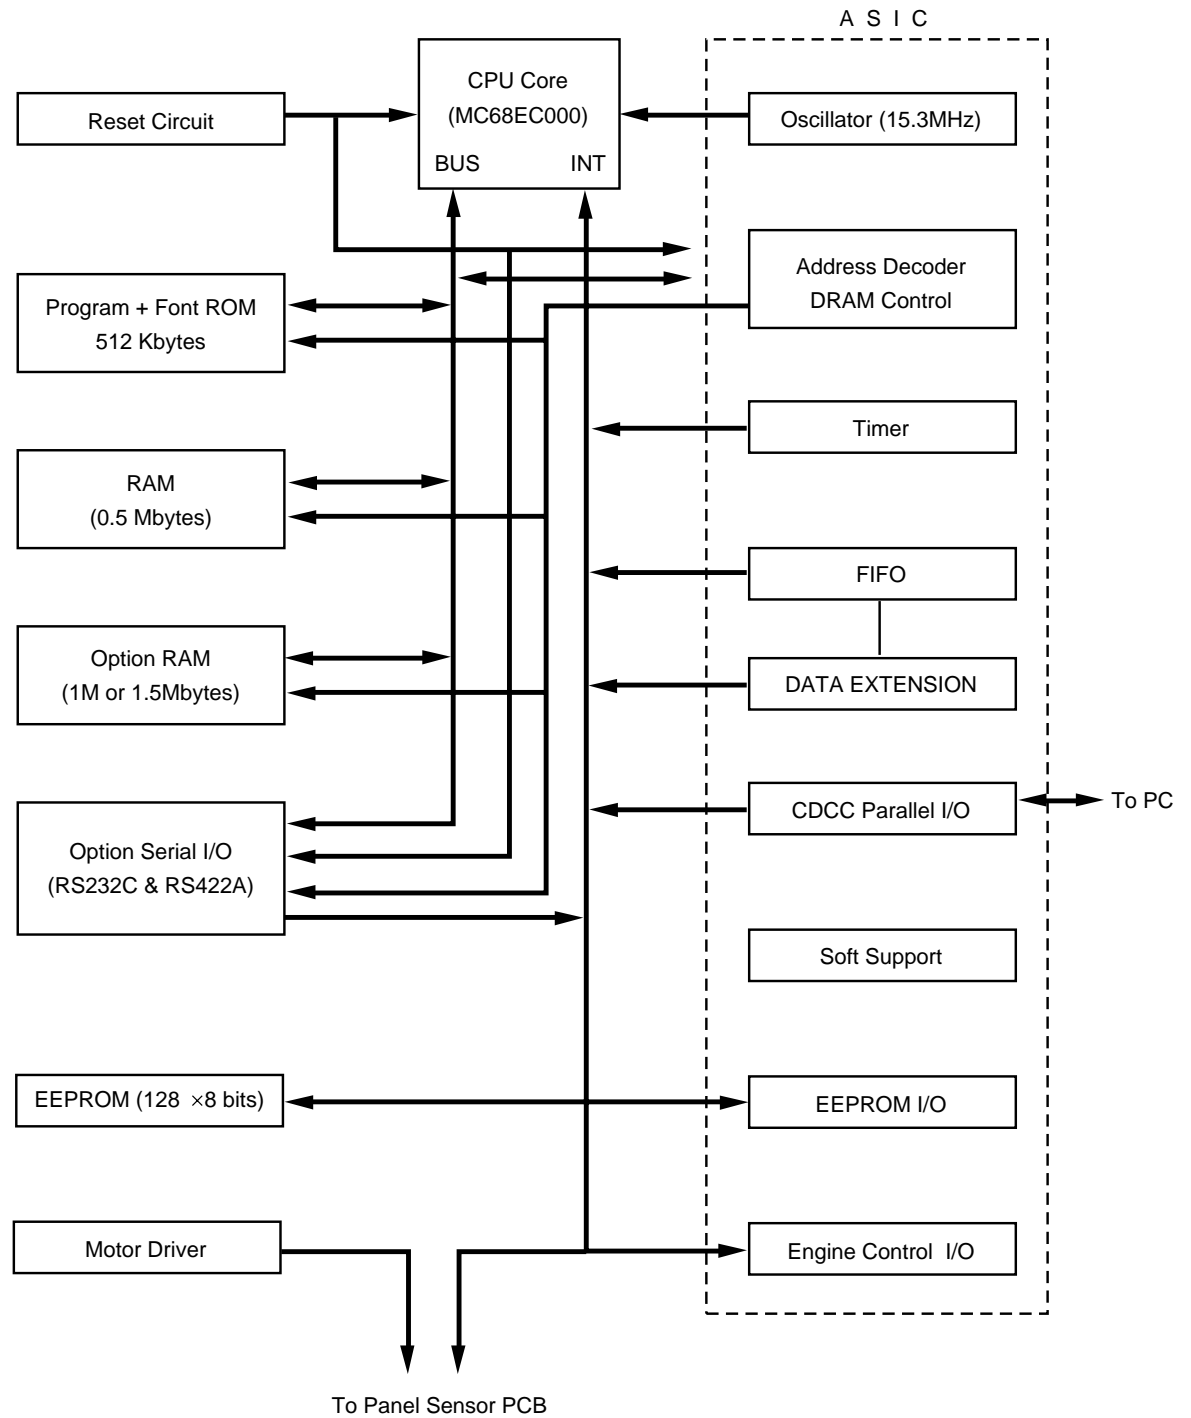 A S I C
CPU Core
(MC68EC000)
BUS INT
Reset Circuit
Oscillator (15.3MHz)
Program + Font ROM
512 Kbytes
Address Decoder
DRAM Control
Timer
RAM
(0.5 Mbytes)
FIFO
Option RAM
(1M or 1.5Mbytes)
DATA EXTENSION
CDCC Parallel I/O
To PC
Option Serial I/O
(RS232C & RS422A)
Soft Support
EEPROM (128 ×8 bits)
EEPROM I/O
Motor Driver
Engine Control I/O
To Panel Sensor PCB